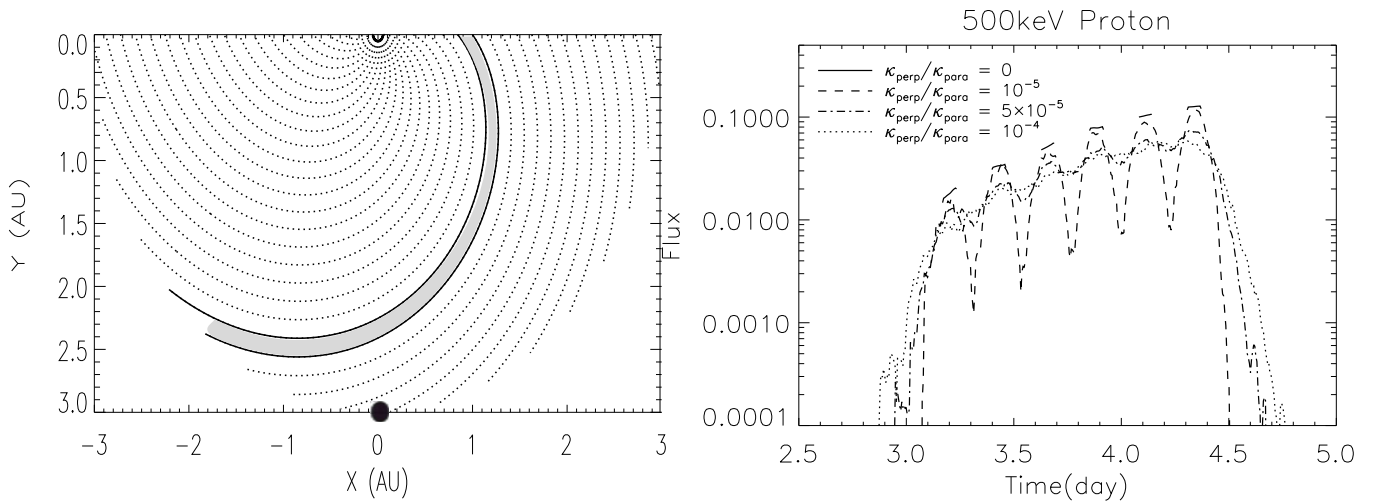 0.0
0.5
1.0
1.5
2.0
2.5
3.0
Y (AU)
−3 −2 −1 0 1 2 3
X (AU)
500keV Proton
κperp/κpara = 0
κperp/κpara = 10⁻⁵
κperp/κpara = 5×10⁻⁵
κperp/κpara = 10⁻⁴
0.1000
0.0100
0.0010
0.0001
Flux
2.5 3.0 3.5 4.0 4.5 5.0
Time(day)